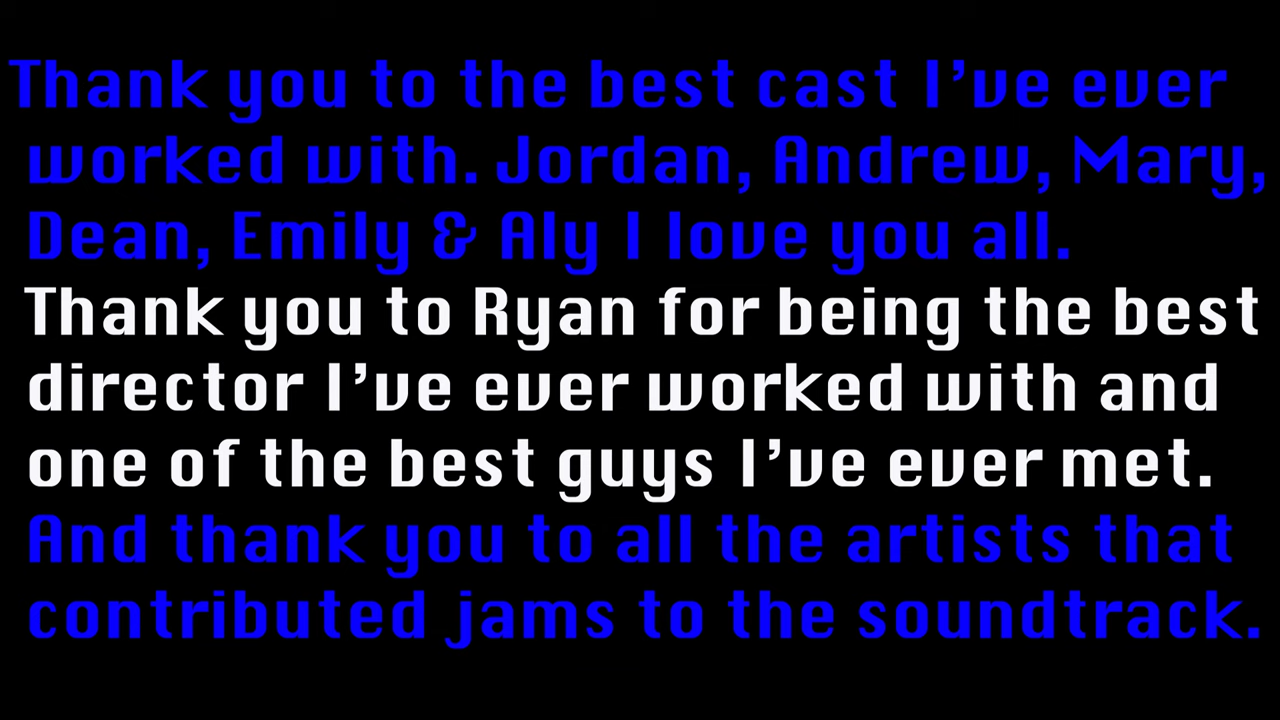 Thank you to the best cast I've ever
worked with. Jordan, Andrew, Mary,
Dean, Emily & Aly I love you all.
Thank you to Ryan for being the best
director I've ever worked with and
one of the best guys I've ever met.
And thank you to all the artists that
contributed jams to the soundtrack.